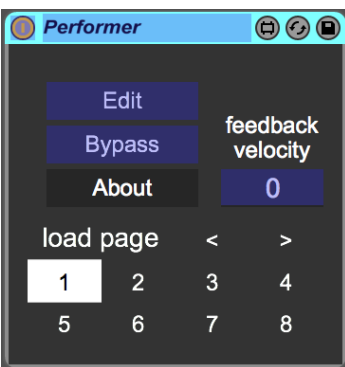 Performer
Edit
Bypass
About
feedback
velocity
0
load page < >
1 2 3 4
5 6 7 8